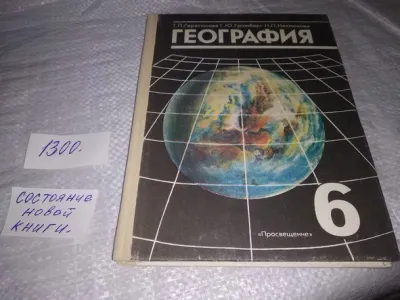 Т.П.Герасимова Г.Ю.Грюнберг Н.П.Неклюкова
ГЕОГРАФИЯ
6
«Просвещение»
1300.
СОСТОЯНИЕ
НОВОЙ
КНИГИ.